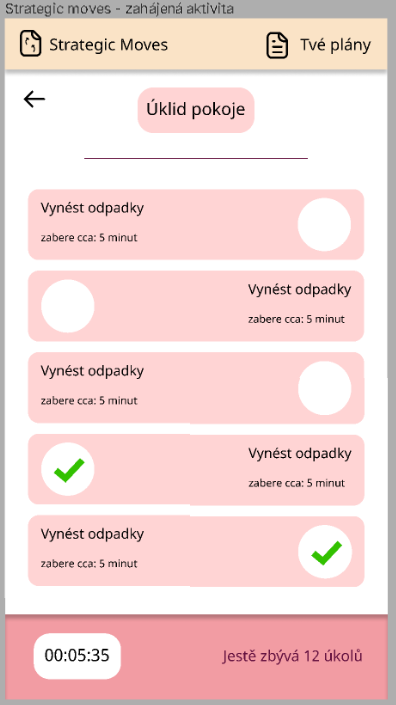 Strategic moves - zahájená aktivita
Strategic Moves
Tvé plány
Úklid pokoje
Vynést odpadky
zabere cca: 5 minut
Vynést odpadky
zabere cca: 5 minut
Vynést odpadky
zabere cca: 5 minut
Vynést odpadky
zabere cca: 5 minut
Vynést odpadky
zabere cca: 5 minut
00:05:35
Jestě zbývá 12 úkolů